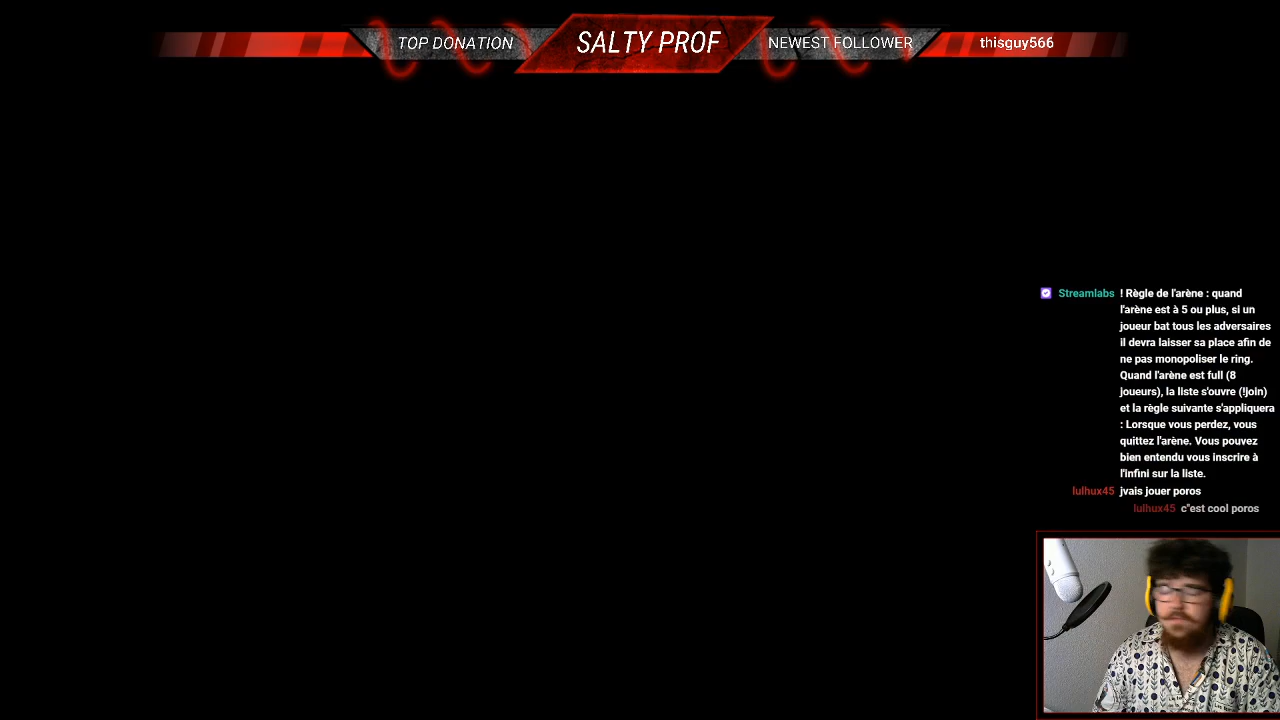 TOP DONATION
SALTY PROF
NEWEST FOLLOWER
thisguy566
Streamlabs ! Règle de l'arène : quand
l'arène est à 5 ou plus, si un
joueur bat tous les adversaires
il devra laisser sa place afin de
ne pas monopoliser le ring.
Quand l'arène est full (8
joueurs), la liste s'ouvre (!join)
et la règle suivante s'appliquera
: Lorsque vous perdez, vous
quittez l'arène. Vous pouvez
bien entendu vous inscrire à
l'infini sur la liste.
lulhux45 jvais jouer poros
lulhux45 c"est cool poros